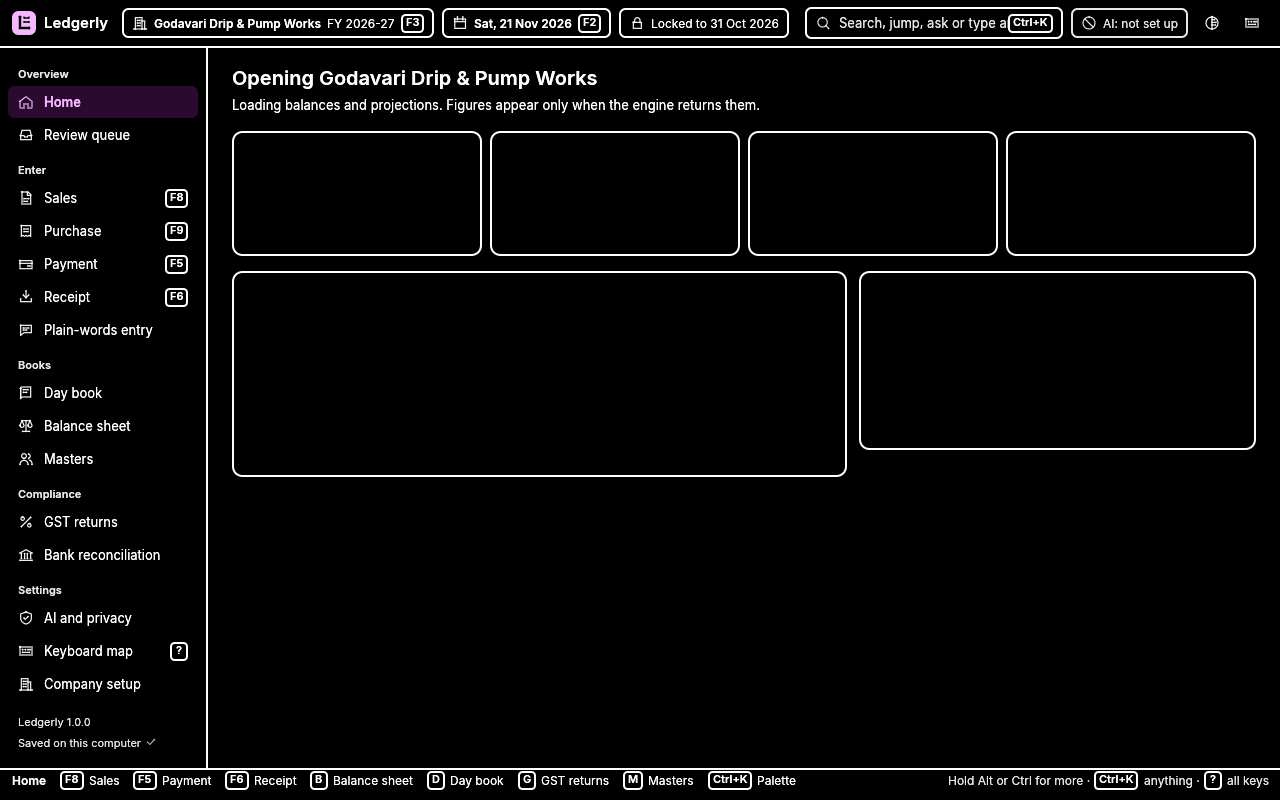 Ledgerly
Godavari Drip & Pump Works FY 2026-27 F3
Sat, 21 Nov 2026 F2
Locked to 31 Oct 2026
Search, jump, ask or type a Ctrl+K
AI: not set up
Overview
Home
Review queue
Enter
Sales F8
Purchase F9
Payment F5
Receipt F6
Plain-words entry
Books
Day book
Balance sheet
Masters
Compliance
GST returns
Bank reconciliation
Settings
AI and privacy
Keyboard map ?
Company setup
Ledgerly 1.0.0
Saved on this computer
Opening Godavari Drip & Pump Works
Loading balances and projections. Figures appear only when the engine returns them.
Home F8 Sales F5 Payment F6 Receipt B Balance sheet D Day book G GST returns M Masters Ctrl+K Palette
Hold Alt or Ctrl for more · Ctrl+K anything · ? all keys